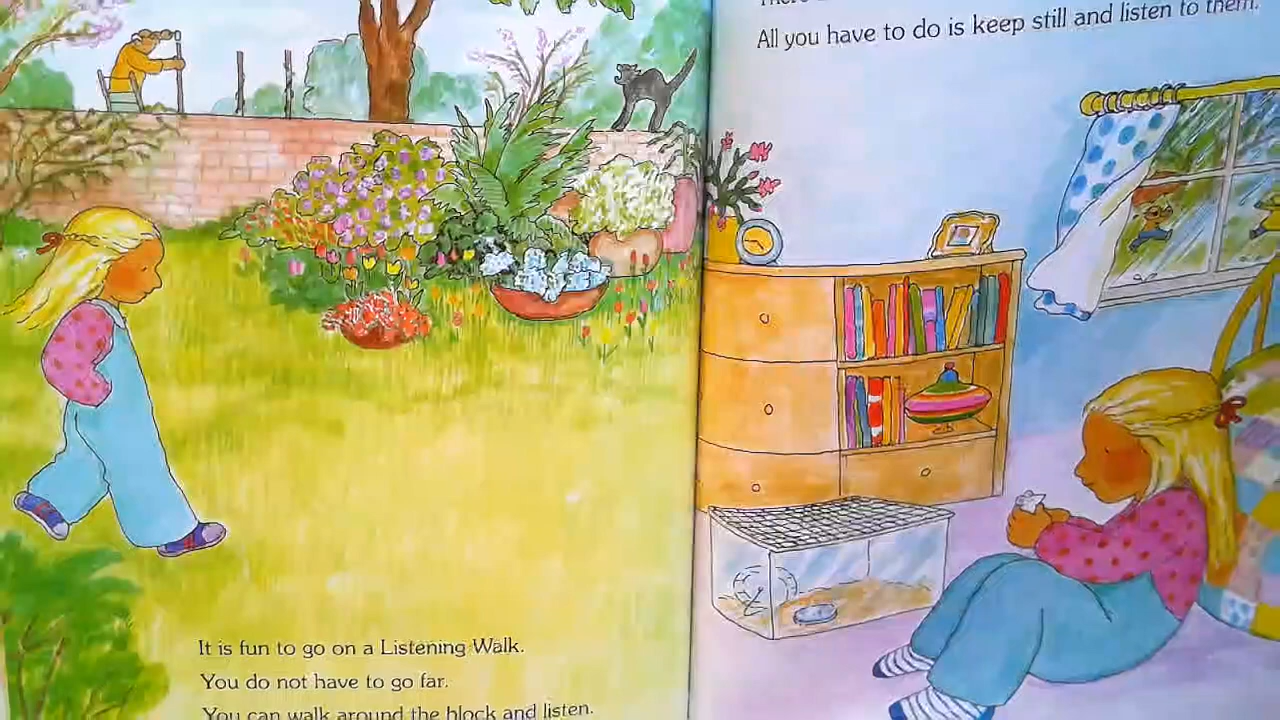 It is fun to go on a Listening Walk.
You do not have to go far.
You can walk around the block and listen.
All you have to do is keep still and listen to them.